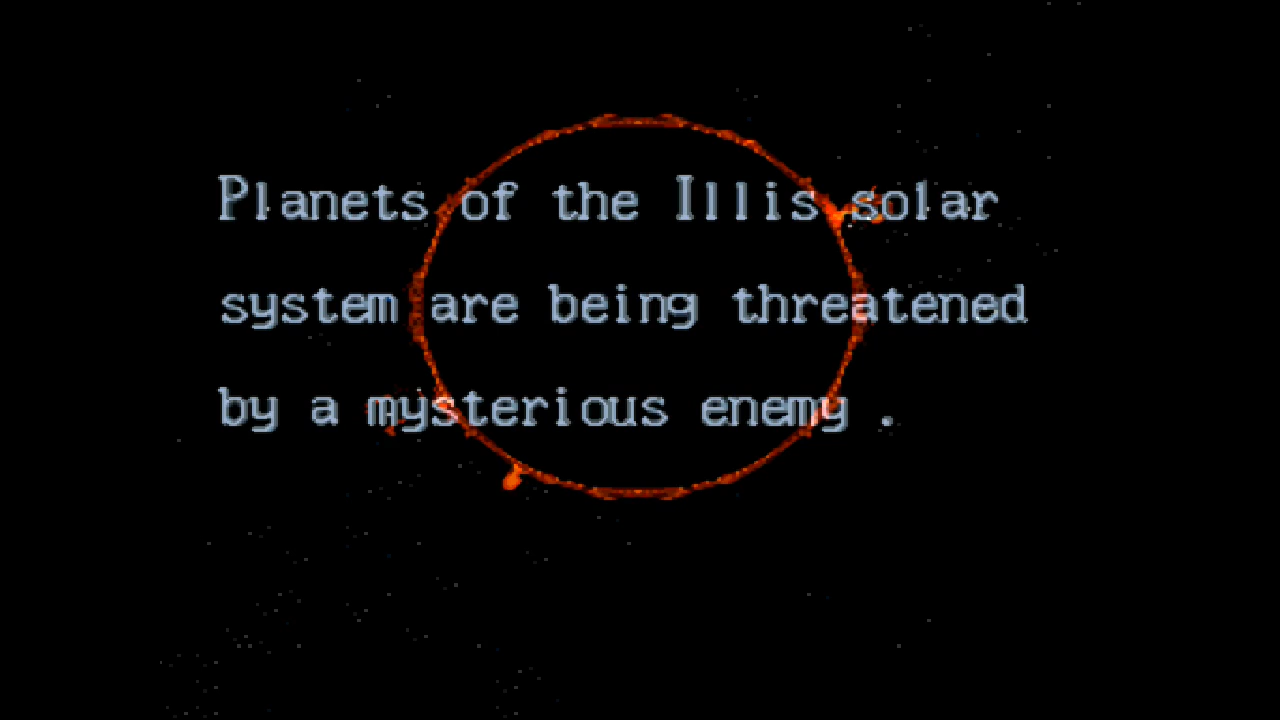 Planets of the Illis solar
system are being threatened
by a mysterious enemy .